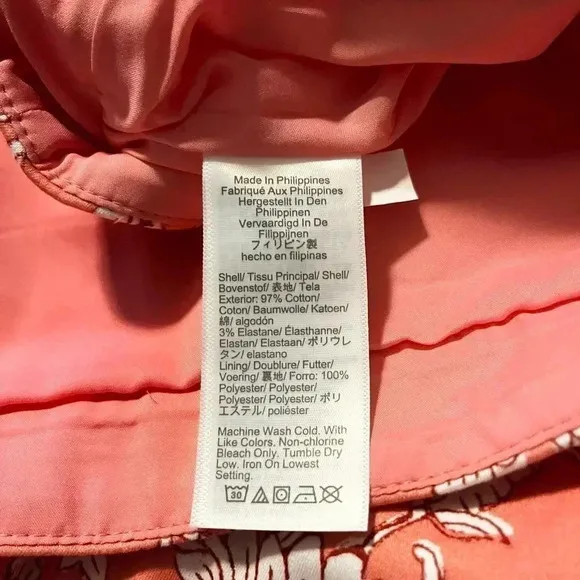 Made In Philippines
Fabriqué Aux Philippines
Hergestellt In Den
Philippinen
Vervaardigd In De
Filippijnen
フィリピン製
hecho en filipinas
Shell/ Tissu Principal/ Shell/
Bovenstof/ 表地/ Tela
Exterior: 97% Cotton/
Coton/ Baumwolle/ Katoen/
綿/ algodón
3% Elastane/ Élasthanne/
Elastan/ Elastaan/ ポリウレ
タン/ elastano
Lining/ Doublure/ Futter/
Voering/ 裏地/ Forro: 100%
Polyester/ Polyester/
Polyester/ Polyester/ ポリ
エステル/ poliéster
Machine Wash Cold. With
Like Colors. Non-chlorine
Bleach Only. Tumble Dry
Low. Iron On Lowest
Setting.
30